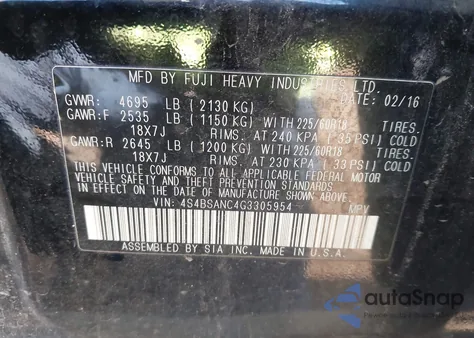 MFD BY FUJI HEAVY INDUSTRIES LTD.
GVWR: 4695 LB (2130 KG) DATE: 02/16
GAWR:F 2535 LB (1150 KG) WITH 225/60R18 TIRES.
18X7J RIMS. AT 240 KPA (35 PSI) COLD
GAWR:R 2645 LB (1200 KG) WITH 225/60R18 TIRES.
18X7J RIMS. AT 230 KPA (33 PSI) COLD
THIS VEHICLE CONFORMS TO ALL APPLICABLE FEDERAL MOTOR
VEHICLE SAFETY AND THEFT PREVENTION STANDARDS
IN EFFECT ON THE DATE OF MANUFACTURE SHOWN ABOVE.
VIN: 4S4BSANC4G3305954 MPV
ASSEMBLED BY SIA INC. MADE IN U.S.A.
autoSnap
POWERED BY